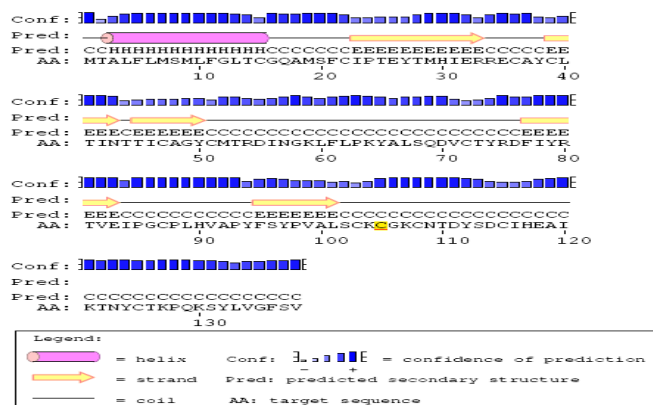 Conf:
Pred:
Pred: CCHHHHHHHHHHHHHCCCCCCCEEEEEEEEEEECCCCCEE
AA: MTALFLMSMLFGLTCGQAMSFCIPTEYTMHIERRECAYCL
10 20 30 40
Conf:
Pred:
Pred: EEECEEEEEECCCCCCCCCCCCCCCCCCCCCCCCCCEEEE
AA: TINTTICAGYCMTRDINGKLFLPKYALSQDVCTYRDFIYR
50 60 70 80
Conf:
Pred:
Pred: EEECCCCCCCCCCCEEEEEEECCCCCCCCCCCCCCCCCCC
AA: TVEIPGCPLHVAPYFSYPVALSCKCGKCNTDYSDCIHEAI
90 100 110 120
Conf:
Pred:
Pred: CCCCCCCCCCCCCCCCCC
AA: KTNYCTKPQKSYLVGFSV
130
Legend:
= helix Conf: - + = confidence of prediction
= strand Pred: predicted secondary structure
= coil AA: target sequence